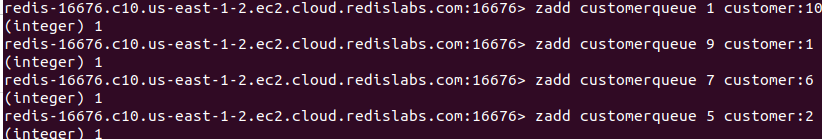 redis-16676.c10.us-east-1-2.ec2.cloud.redislabs.com:16676> zadd customerqueue 1 customer:10
(integer) 1
redis-16676.c10.us-east-1-2.ec2.cloud.redislabs.com:16676> zadd customerqueue 9 customer:1
(integer) 1
redis-16676.c10.us-east-1-2.ec2.cloud.redislabs.com:16676> zadd customerqueue 7 customer:6
(integer) 1
redis-16676.c10.us-east-1-2.ec2.cloud.redislabs.com:16676> zadd customerqueue 5 customer:2
(integer) 1